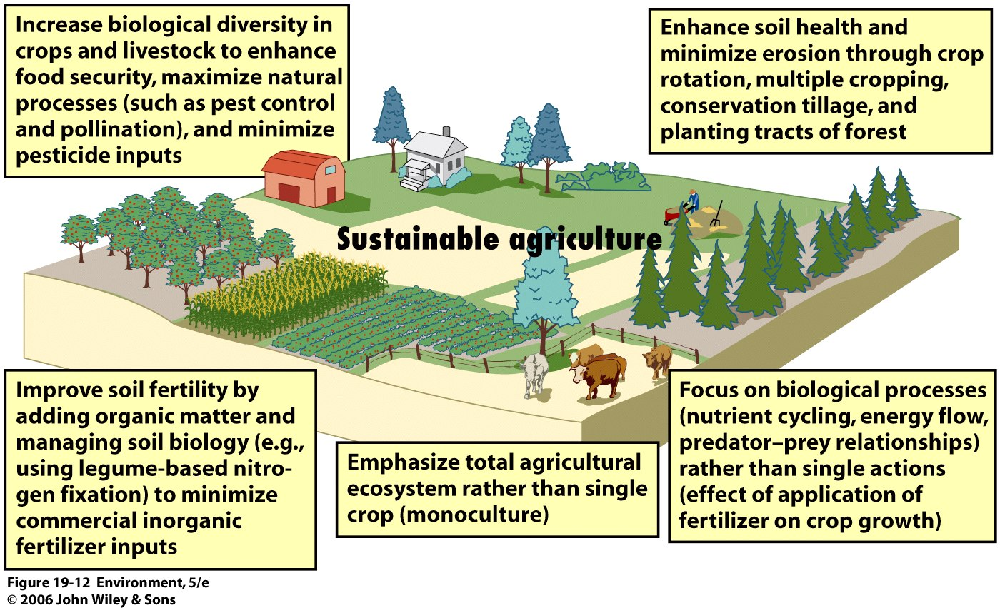 Increase biological diversity in
crops and livestock to enhance
food security, maximize natural
processes (such as pest control
and pollination), and minimize
pesticide inputs
Enhance soil health and
minimize erosion through crop
rotation, multiple cropping,
conservation tillage, and
planting tracts of forest
Sustainable agriculture
Improve soil fertility by
adding organic matter and
managing soil biology (e.g.,
using legume-based nitro-
gen fixation) to minimize
commercial inorganic
fertilizer inputs
Emphasize total agricultural
ecosystem rather than single
crop (monoculture)
Focus on biological processes
(nutrient cycling, energy flow,
predator–prey relationships)
rather than single actions
(effect of application of
fertilizer on crop growth)
Figure 19-12 Environment, 5/e
© 2006 John Wiley & Sons